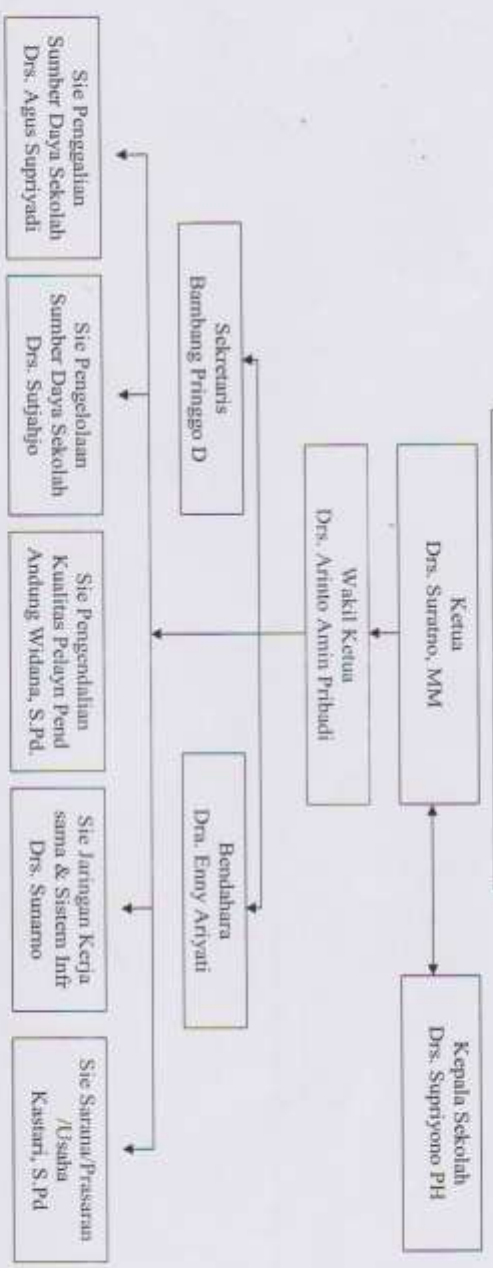 Ketua
Drs. Suratno, MM
Kepala Sekolah
Drs. Supriyono PH
Wakil Ketua
Drs. Arinto Amin Pribadi
Sekretaris
Bambang Pringgo D
Bendahara
Dra. Enny Ariyati
Sie Penggalian
Sumber Daya Sekolah
Drs. Agus Supriyadi
Sie Pengelolaan
Sumber Daya Sekolah
Drs. Sutjahjo
Sie Pengendalian
Kualitas Pelayn Pend
Andung Widana, S.Pd.
Sie Jaringan Kerja
sama & Sistem Infr
Drs. Sunarno
Sie Sarana/Prasaran
/Usaha
Kastari, S.Pd